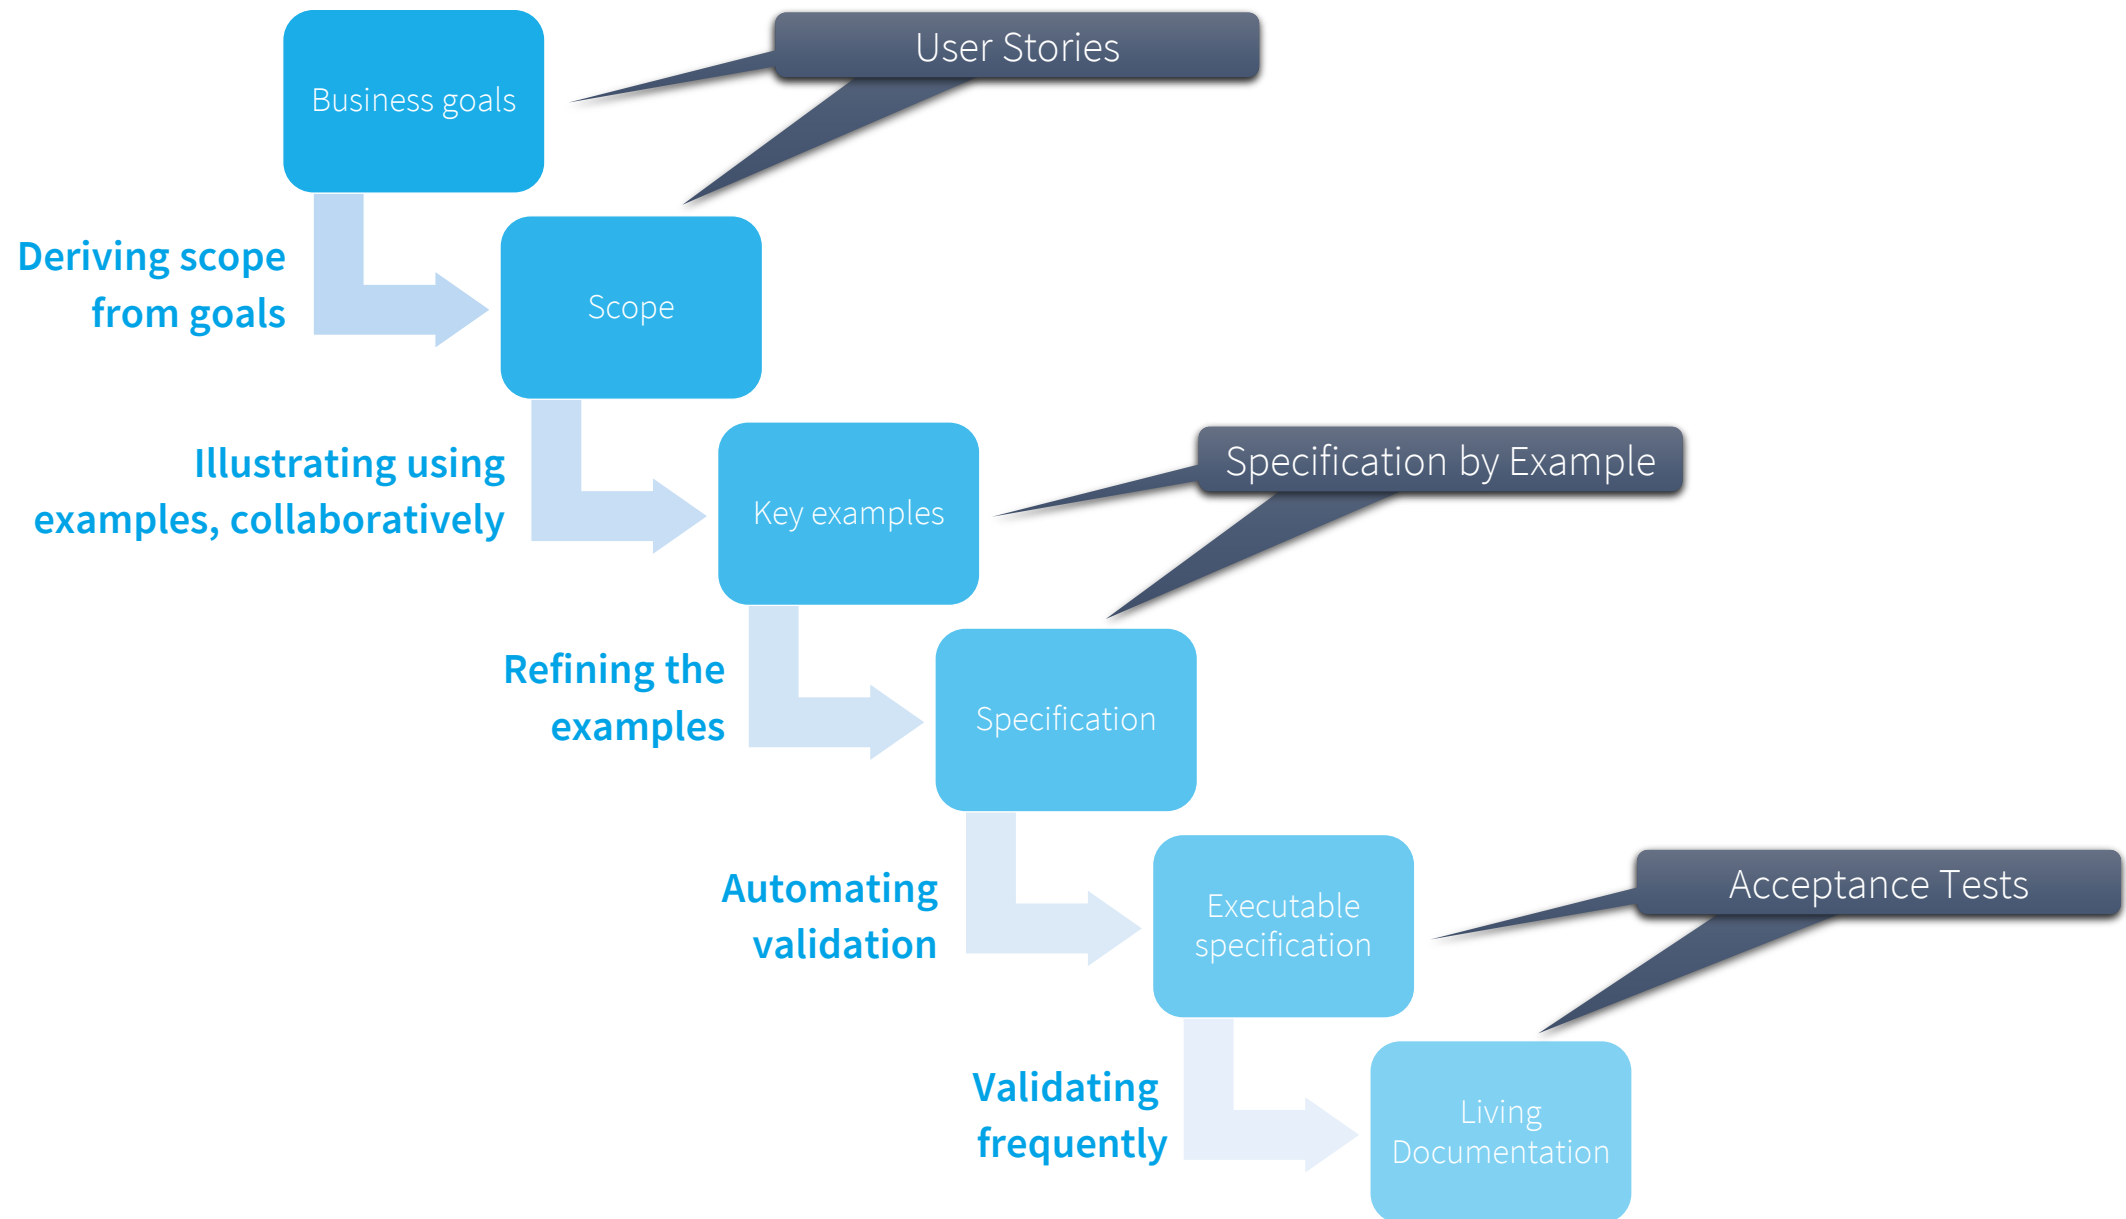 User Stories
Business goals
Deriving scope
from goals
Scope
Illustrating using
examples, collaboratively
Key examples
Specification by Example
Refining the
examples
Specification
Automating
validation
Executable
specification
Acceptance Tests
Validating
frequently
Living
Documentation